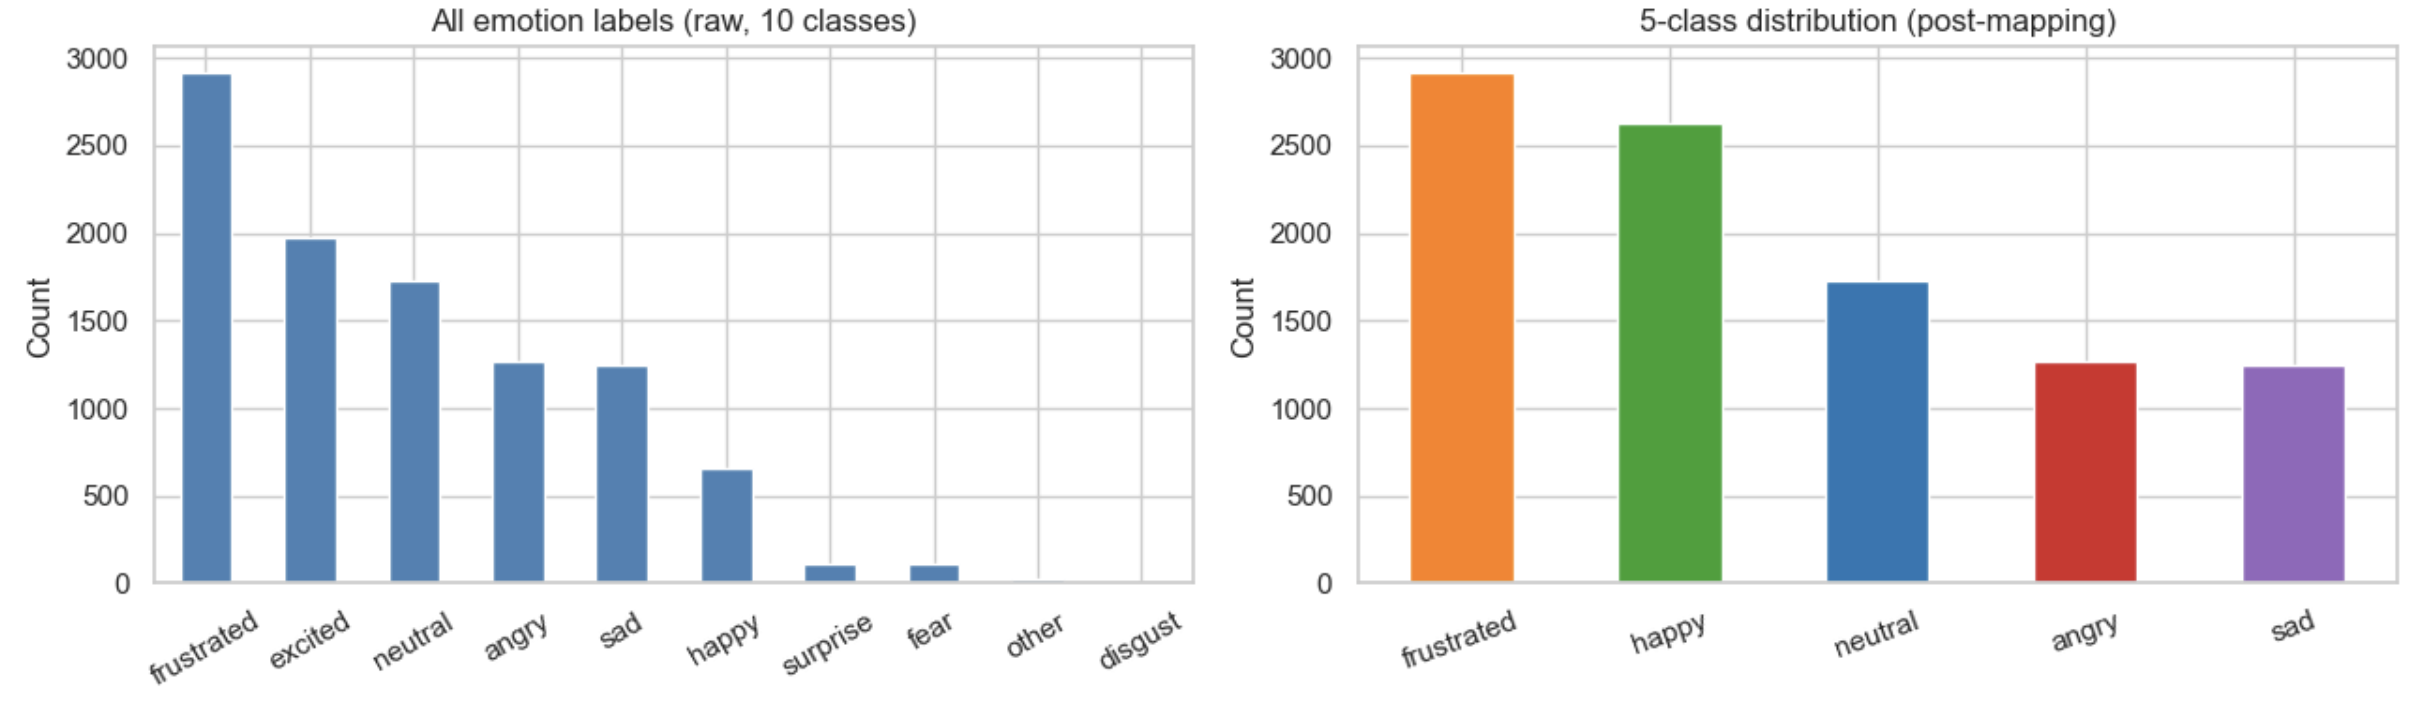 All emotion labels (raw, 10 classes)
Count
3000
2500
2000
1500
1000
500
0
frustrated
excited
neutral
angry
sad
happy
surprise
fear
other
disgust
5-class distribution (post-mapping)
Count
3000
2500
2000
1500
1000
500
0
frustrated
happy
neutral
angry
sad